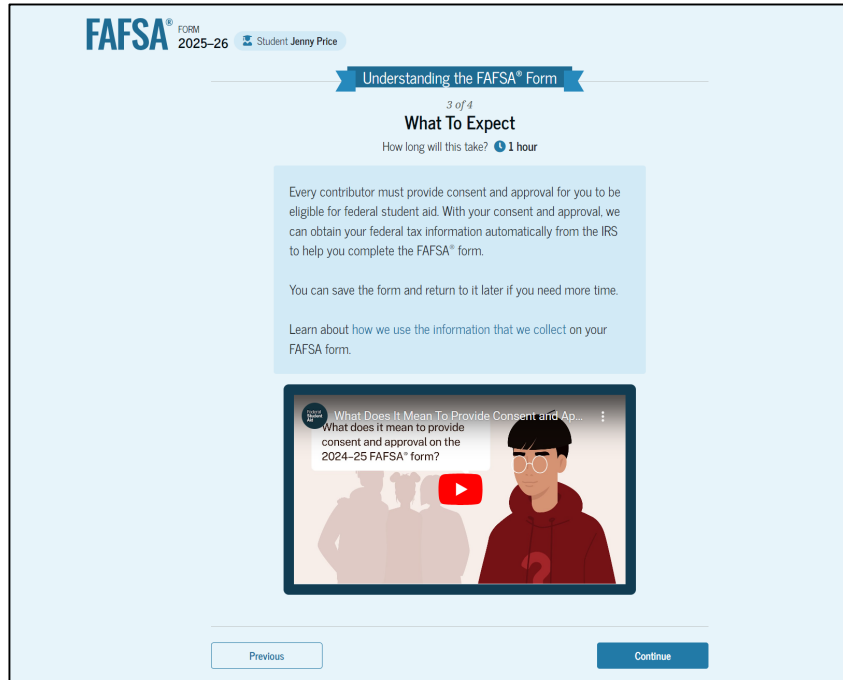 FAFSA® FORM
2025–26 Student Jenny Price
Understanding the FAFSA® Form
3 of 4
What To Expect
How long will this take? 1 hour
Every contributor must provide consent and approval for you to be
eligible for federal student aid. With your consent and approval, we
can obtain your federal tax information automatically from the IRS
to help you complete the FAFSA® form.
You can save the form and return to it later if you need more time.
Learn about how we use the information that we collect on your
FAFSA form.
Federal
Student
Aid
What Does It Mean To Provide Consent and Ap...
What does it mean to provide
consent and approval on the
2024–25 FAFSA® form?
?
Previous
Continue